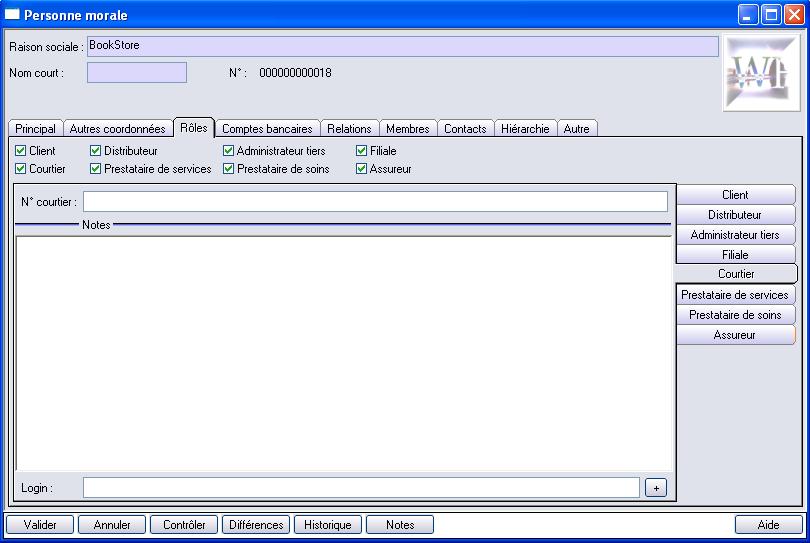 Personne morale
Raison sociale : BookStore
Nom court : N° : 000000000018
WI
Principal Autres coordonnées Rôles Comptes bancaires Relations Membres Contacts Hiérarchie Autre
Client Distributeur Administrateur tiers Filiale
Courtier Prestataire de services Prestataire de soins Assureur
N° courtier :
Notes
Client
Distributeur
Administrateur tiers
Filiale
Courtier
Prestataire de services
Prestataire de soins
Assureur
Login : +
Valider Annuler Contrôler Différences Historique Notes Aide